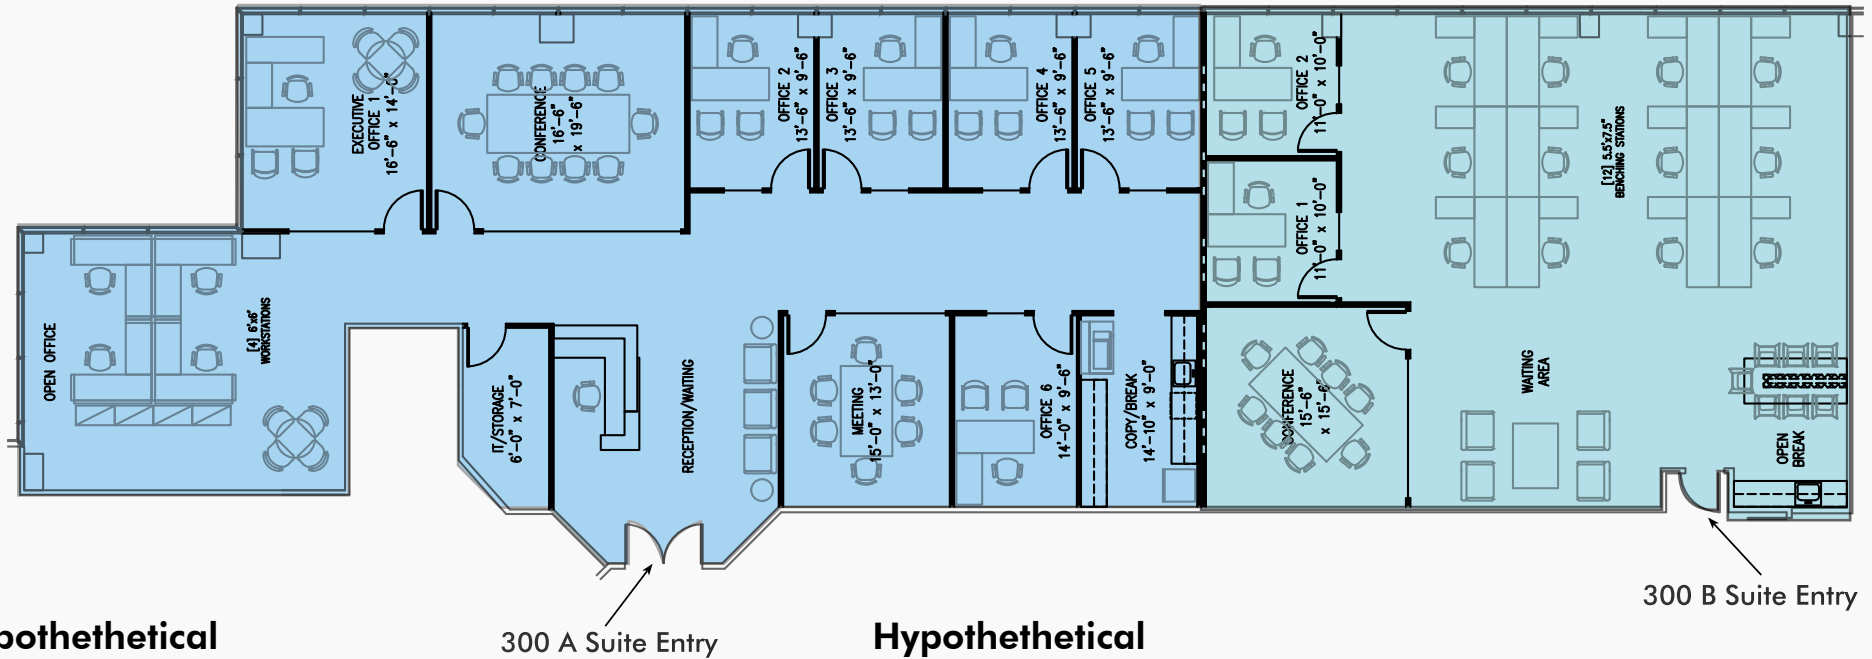 EXECUTIVE
OFFICE 1
16'-6" x 14'-0"
CONFERENCE
16'-6"
x 19'-6"
OFFICE 2
13'-6" x 9'-6"
OFFICE 3
13'-6" x 9'-6"
OFFICE 4
13'-6" x 9'-6"
OFFICE 5
13'-6" x 9'-6"
OFFICE 2
11'-0" x 10'-0"
OFFICE 1
11'-0" x 10'-0"
[12] 5.5'x7.5'
BENCHING STATIONS
OPEN OFFICE
[4] 6'x6'
WORKSTATIONS
IT/STORAGE
6'-0" x 7'-0"
RECEPTION/WAITING
MEETING
15'-0" x 13'-0"
OFFICE 6
14'-0" x 9'-6"
COPY/BREAK
14'-10" x 9'-0"
CONFERENCE
15'-6"
x 15'-6"
WAITING
AREA
OPEN
BREAK
300 B Suite Entry
pothethetical
300 A Suite Entry
Hypothethetical